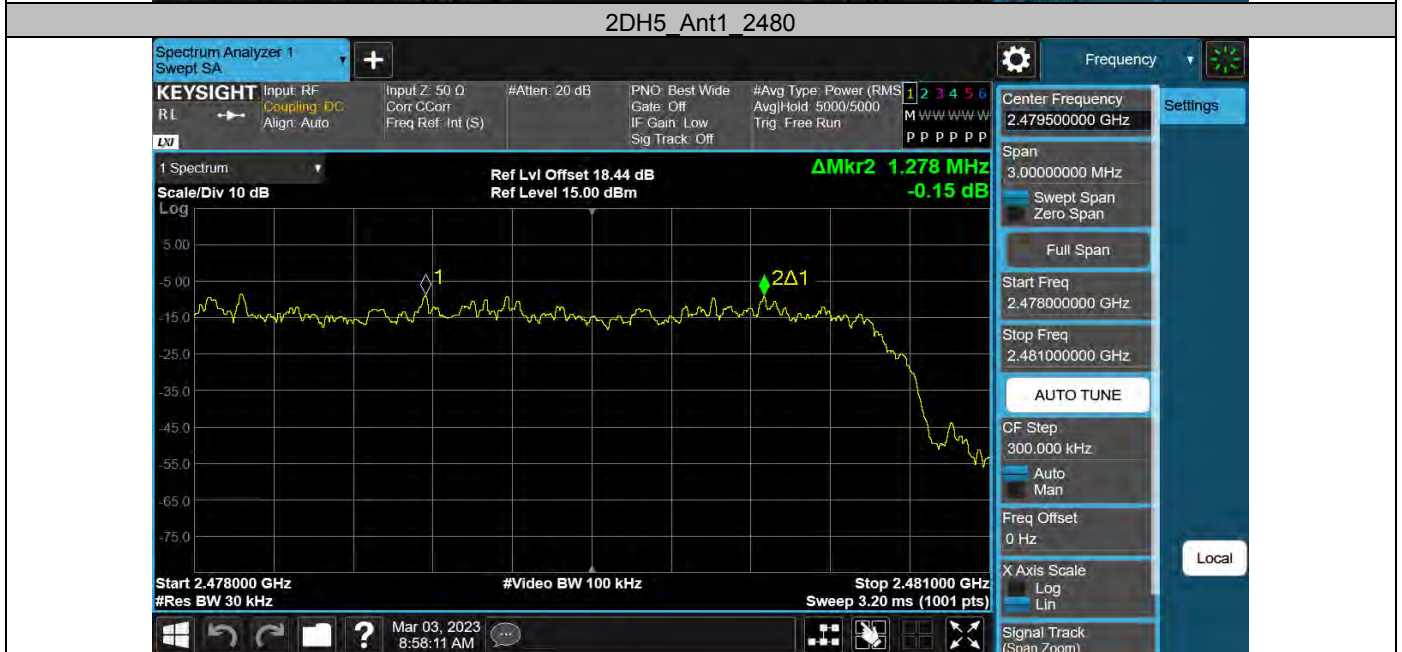 2DH5_Ant1_2480
Spectrum Analyzer 1
Swept SA
Frequency
KEYSIGHT
RL
LXI
Input: RF
Coupling: DC
Align: Auto
Input Z: 50 Ω
Corr CCorr
Freq Ref: Int (S)
#Atten: 20 dB
PNO: Best Wide
Gate: Off
IF Gain: Low
Sig Track: Off
#Avg Type: Power (RMS
Avg|Hold: 5000/5000
Trig: Free Run
1 2 3 4 5 6
M W W W W W
P P P P P P
Center Frequency
2.479500000 GHz
Settings
1 Spectrum
Scale/Div 10 dB
Ref Lvl Offset 18.44 dB
Ref Level 15.00 dBm
ΔMkr2 1.278 MHz
-0.15 dB
Log
5.00
-5.00
-15.0
-25.0
-35.0
-45.0
-55.0
-65.0
-75.0
1
2Δ1
Start 2.478000 GHz
#Res BW 30 kHz
#Video BW 100 kHz
Stop 2.481000 GHz
Sweep 3.20 ms (1001 pts)
Span
3.00000000 MHz
Swept Span
Zero Span
Full Span
Start Freq
2.478000000 GHz
Stop Freq
2.481000000 GHz
AUTO TUNE
CF Step
300.000 kHz
Auto
Man
Freq Offset
0 Hz
X Axis Scale
Log
Lin
Signal Track
(Span Zoom)
Local
?
Mar 03, 2023
8:58:11 AM